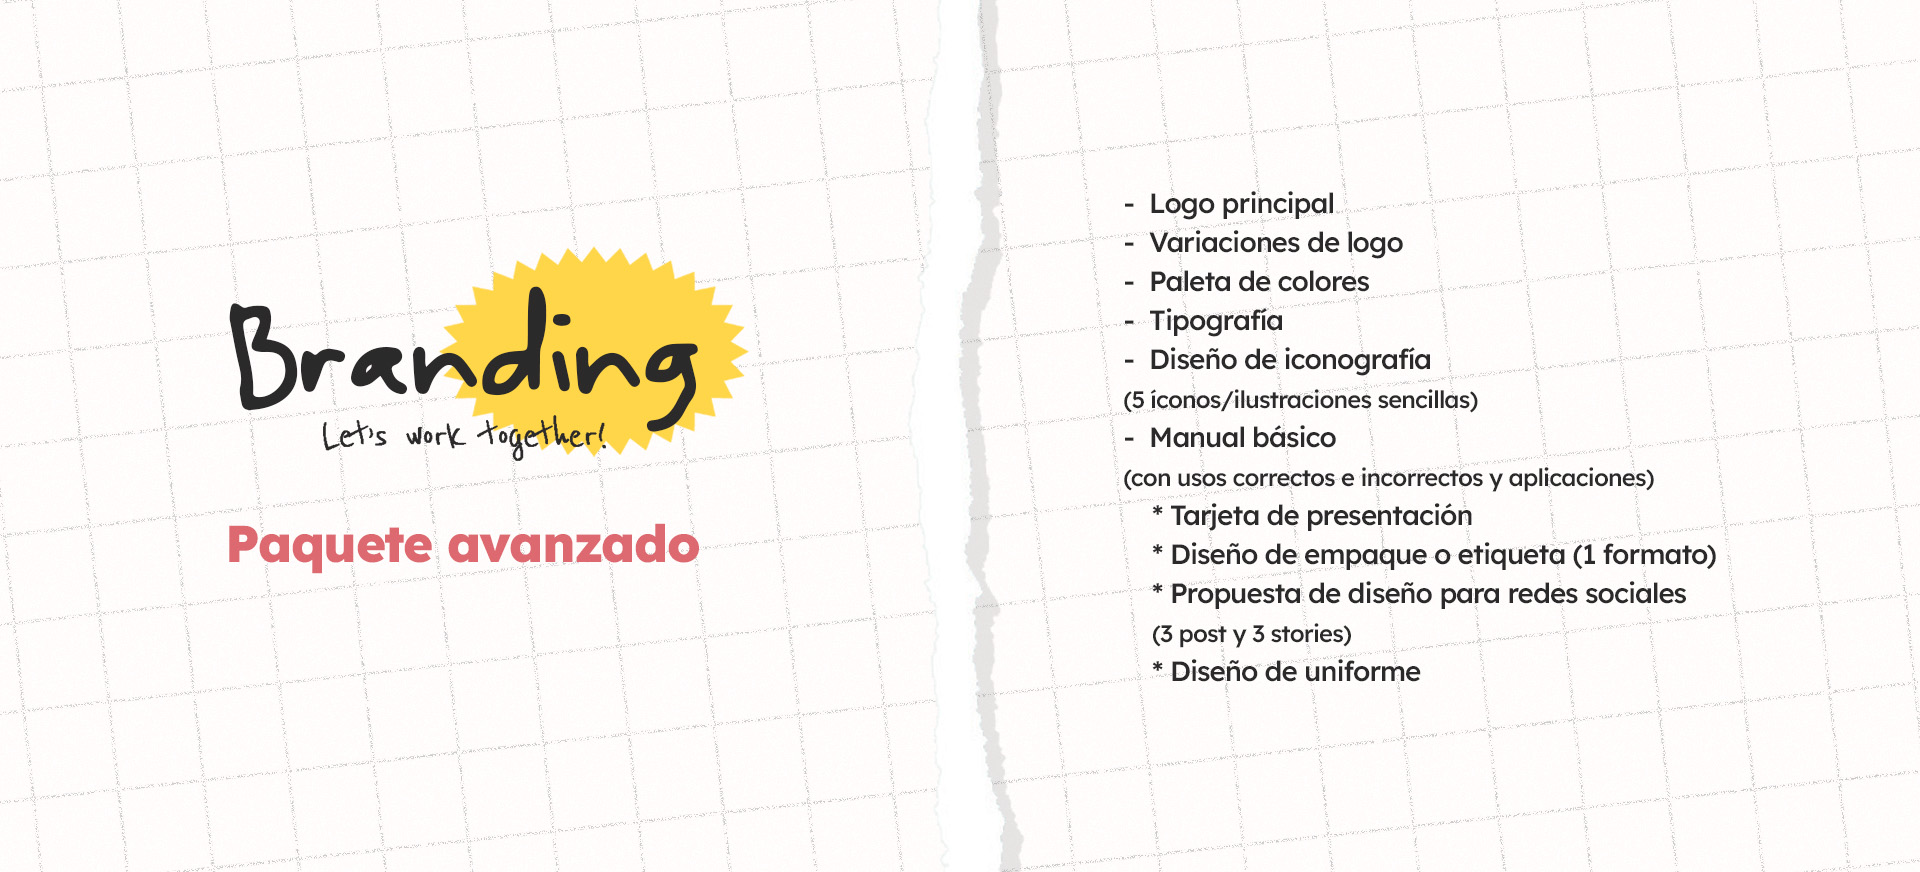 Branding
Let's work together!
Paquete avanzado
- Logo principal
- Variaciones de logo
- Paleta de colores
- Tipografía
- Diseño de iconografía
(5 íconos/ilustraciones sencillas)
- Manual básico
(con usos correctos e incorrectos y aplicaciones)
* Tarjeta de presentación
* Diseño de empaque o etiqueta (1 formato)
* Propuesta de diseño para redes sociales
(3 post y 3 stories)
* Diseño de uniforme